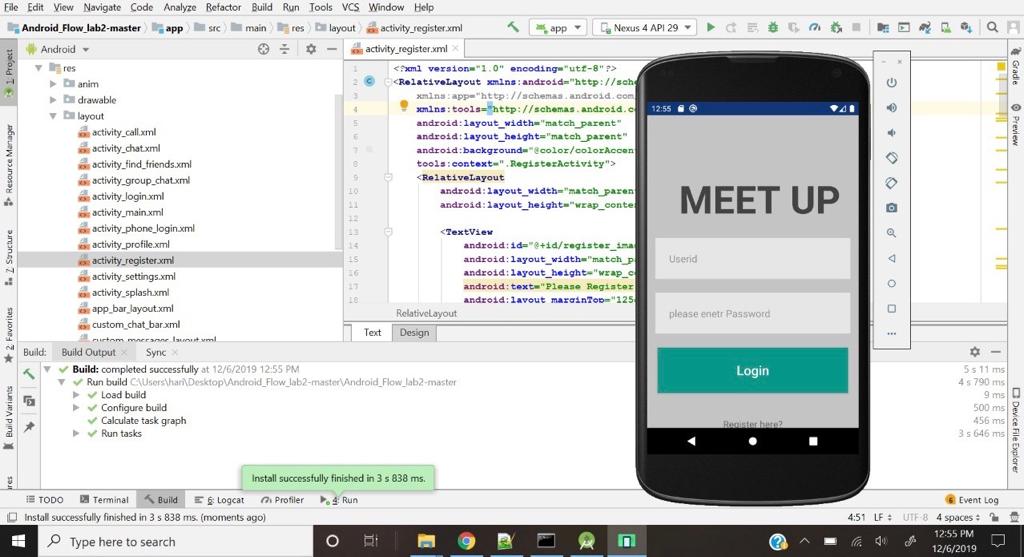 File Edit View Navigate Code Analyze Refactor Build Run Tools VCS Window Help
Android_Flow_lab2-master app src main res layout activity_register.xml app Nexus 4 API 29
Android
activity_register.xml
1: Project
Resource Manager
Z: Structure
2: Favorites
Build Variants
Gradle
Preview
Device File Explorer
res
anim
drawable
layout
activity_call.xml
activity_chat.xml
activity_find_friends.xml
activity_group_chat.xml
activity_login.xml
activity_main.xml
activity_phone_login.xml
activity_profile.xml
activity_register.xml
activity_settings.xml
activity_splash.xml
app_bar_layout.xml
custom_chat_bar.xml
custom_messages_layout.xml
1 <?xml version="1.0" encoding="utf-8"?>
2 <RelativeLayout xmlns:android="http://sche
3 xmlns:app="http://schemas.android.com
4 xmlns:tools="http://schemas.android.co
5 android:layout_width="match_parent"
6 android:layout_height="match_parent"
7 android:background="@color/colorAccen
8 tools:context=".RegisterActivity">
9 <RelativeLayout
10 android:layout_width="match_paren
11 android:layout_height="wrap_conte
12
13 <TextView
14 android:id="@+id/register_ima
15 android:layout_width="match_p
16 android:layout_height="wrap_c
17 android:text="Please Register
18 android:layout_marginTop="125
RelativeLayout
Text Design
12:55
MEET UP
Userid
please enetr Password
Login
Register here?
Build: Build Output Sync
Build: completed successfully at 12/6/2019 12:55 PM 5 s 11 ms
Run build C:\Users\hari\Desktop\Android_Flow_lab2-master\Android_Flow_lab2-master 4 s 790 ms
Load build 9 ms
Configure build 500 ms
Calculate task graph 456 ms
Run tasks 3 s 646 ms
Install successfully finished in 3 s 838 ms.
TODO Terminal Build 6: Logcat Profiler 4: Run 6 Event Log
Install successfully finished in 3 s 838 ms. (moments ago) 4:51 LF UTF-8 4 spaces
Type here to search
12:55 PM
12/6/2019